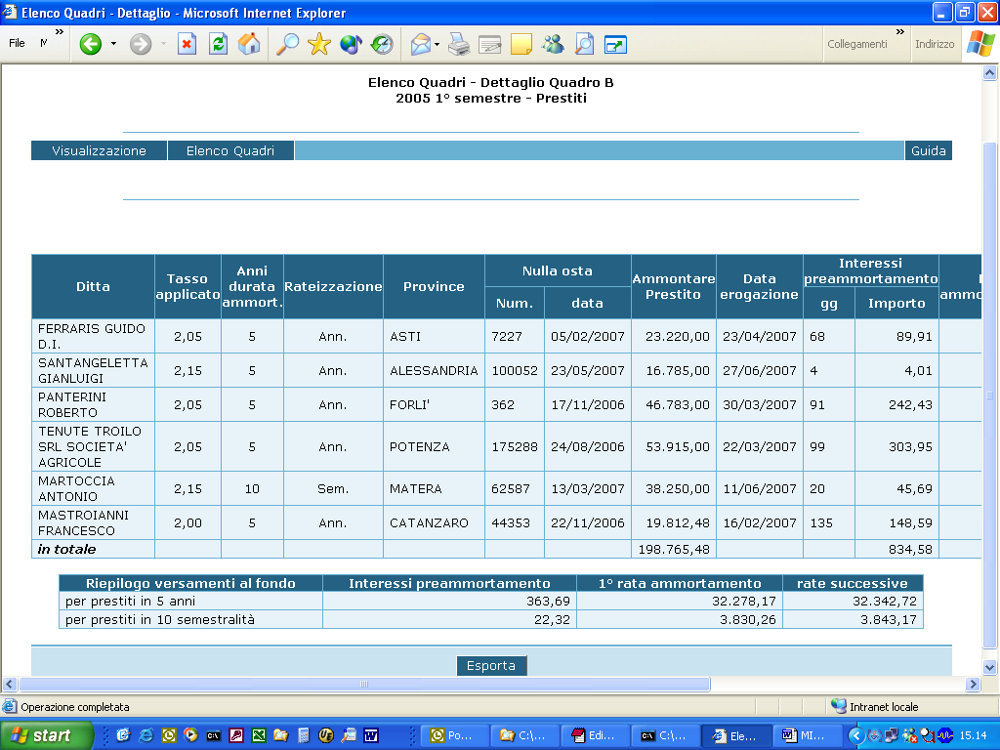 Elenco Quadri - Dettaglio - Microsoft Internet Explorer
File
Collegamenti
Indirizzo
Elenco Quadri - Dettaglio Quadro B
2005 1° semestre - Prestiti
Visualizzazione Elenco Quadri Guida
Ditta Tasso applicato Anni durata ammort. Rateizzazione Province Nulla osta Num. data Ammontare Prestito Data erogazione Interessi preammortamento gg Importo
FERRARIS GUIDO D.I. 2,05 5 Ann. ASTI 7227 05/02/2007 23.220,00 23/04/2007 68 89,91
SANTANGELETTA GIANLUIGI 2,15 5 Ann. ALESSANDRIA 100052 23/05/2007 16.785,00 27/06/2007 4 4,01
PANTERINI ROBERTO 2,05 5 Ann. FORLI' 362 17/11/2006 46.783,00 30/03/2007 91 242,43
TENUTE TROILO SRL SOCIETA' AGRICOLE 2,05 5 Ann. POTENZA 175288 24/08/2006 53.915,00 22/03/2007 99 303,95
MARTOCCIA ANTONIO 2,15 10 Sem. MATERA 62587 13/03/2007 38.250,00 11/06/2007 20 45,69
MASTROIANNI FRANCESCO 2,00 5 Ann. CATANZARO 44353 22/11/2006 19.812,48 16/02/2007 135 148,59
in totale 198.765,48 834,58
Riepilogo versamenti al fondo Interessi preammortamento 1° rata ammortamento rate successive
per prestiti in 5 anni 363,69 32.278,17 32.342,72
per prestiti in 10 semestralità 22,32 3.830,26 3.843,17
Esporta
Operazione completata Intranet locale
start Po... C:\... Edi... C:\... Ele... MI... 15.14